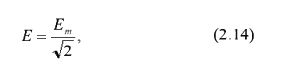 E = E_m / √2 , (2.14)